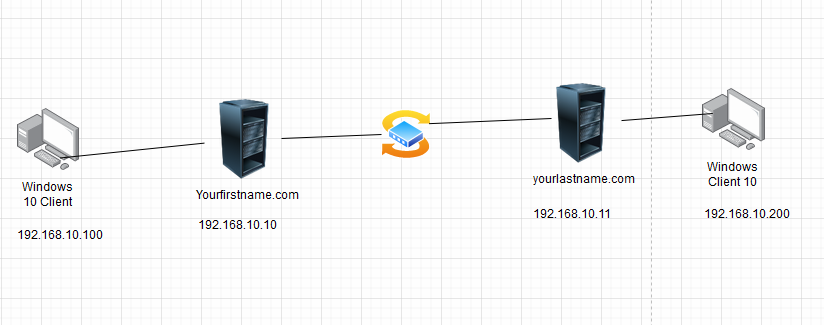 Windows
10 Client
192.168.10.100
Yourfirstname.com
192.168.10.10
yourlastname.com
192.168.10.11
Windows
Client 10
192.168.10.200